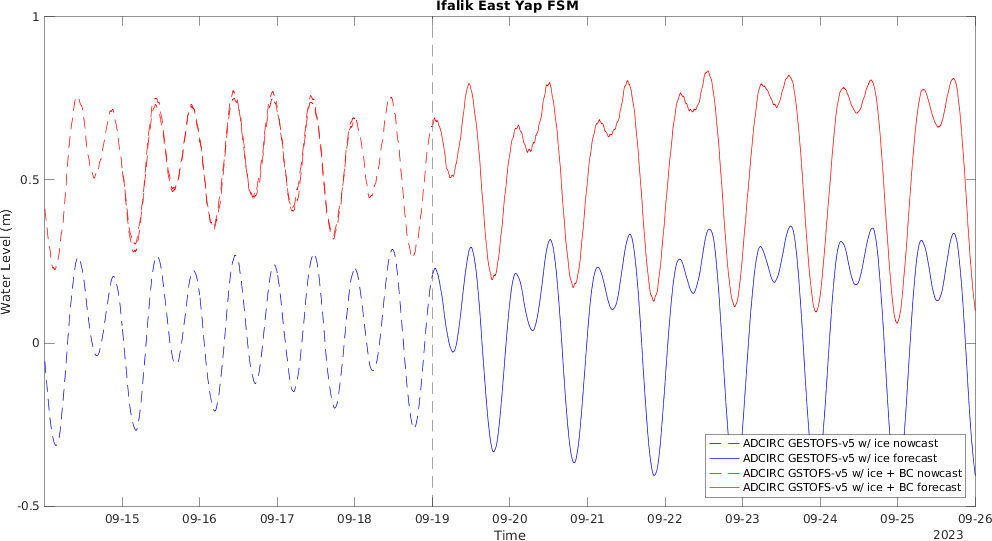 Ifalik East Yap FSM
Water Level (m)
1
0.5
0
-0.5
ADCIRC GESTOFS-v5 w/ ice nowcast
ADCIRC GESTOFS-v5 w/ ice forecast
ADCIRC GSTOFS-v5 w/ ice + BC nowcast
ADCIRC GSTOFS-v5 w/ ice + BC forecast
09-15 09-16 09-17 09-18 09-19 09-20 09-21 09-22 09-23 09-24 09-25 09-26
Time
2023